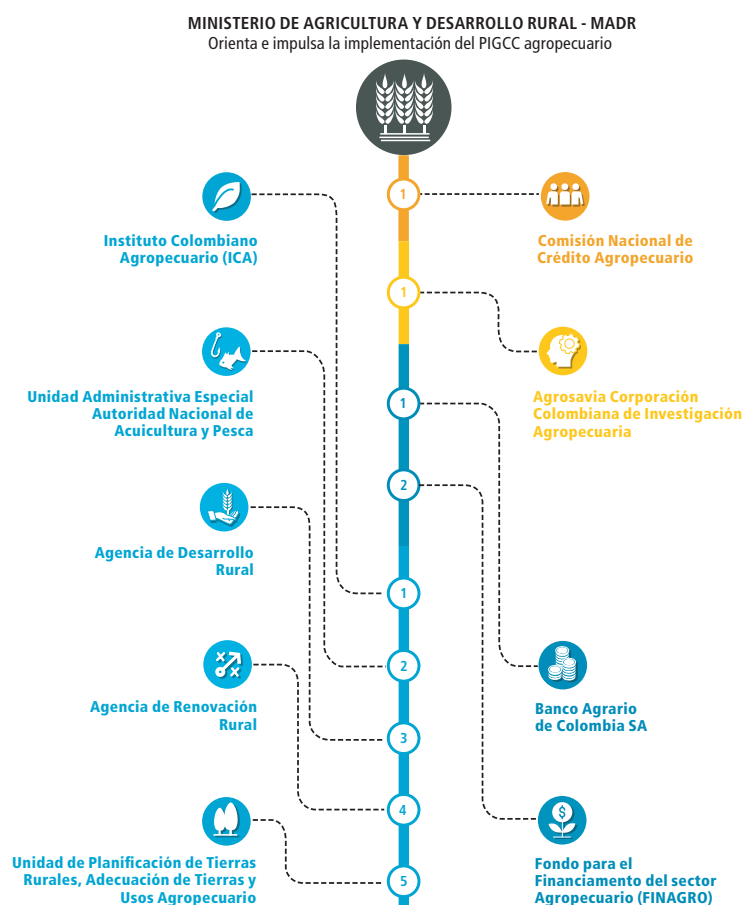 MINISTERIO DE AGRICULTURA Y DESARROLLO RURAL - MADR
Orienta e impulsa la implementación del PIGCC agropecuario
1
Instituto Colombiano
Agropecuario (ICA)
Comisión Nacional de
Crédito Agropecuario
1
Unidad Administrativa Especial
Autoridad Nacional de
Acuicultura y Pesca
Agrosavia Corporación
Colombiana de Investigación
Agropecuaria
1
2
Agencia de Desarrollo
Rural
1
2
Agencia de Renovación
Rural
Banco Agrario
de Colombia SA
3
4
$
Unidad de Planificación de Tierras
Rurales, Adecuación de Tierras y
Usos Agropecuario
5
Fondo para el
Financiamento del sector
Agropecuario (FINAGRO)